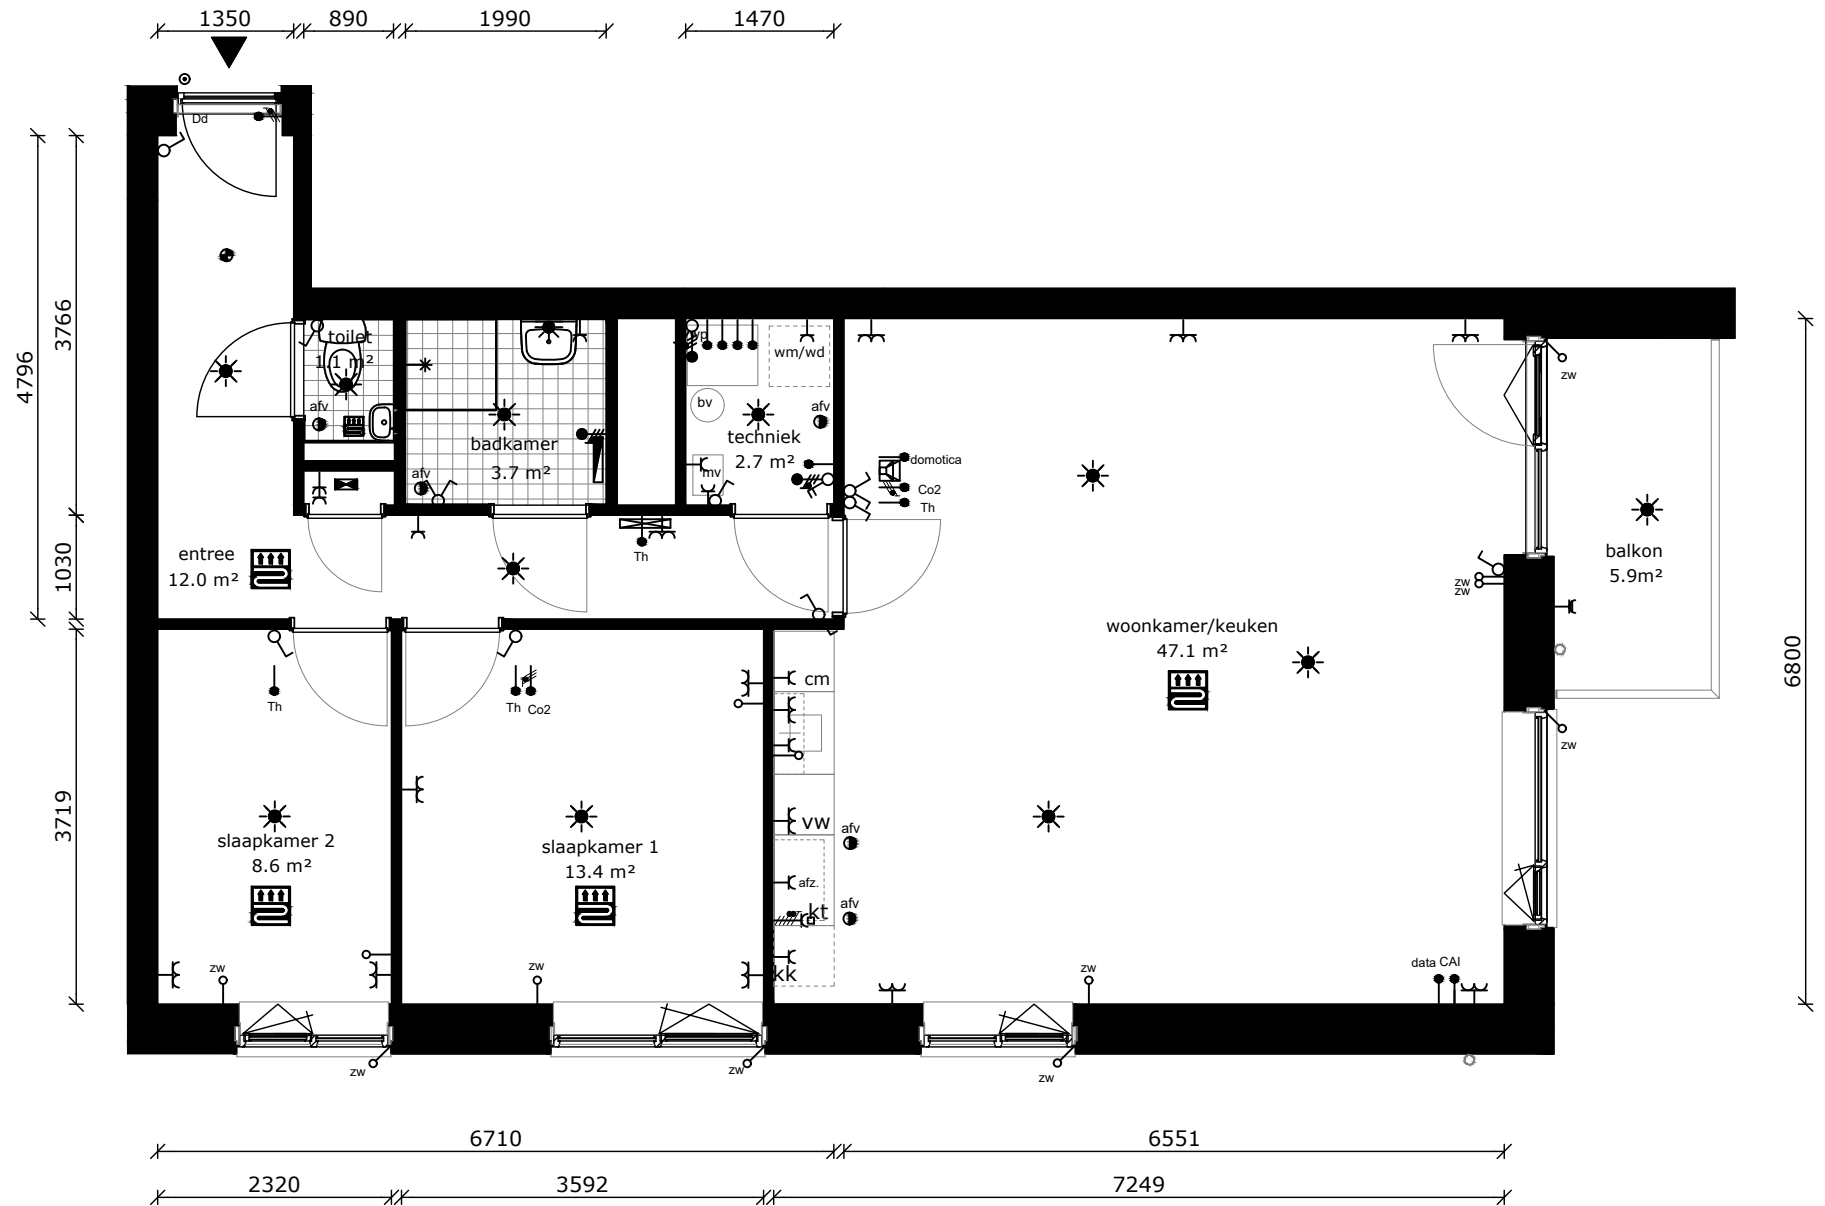 1350
890
1990
1470
Dd
4796
3766
1030
3719
6800
toilet
1.1 m²
afv
badkamer
3.7 m²
afv
wp
wm/wd
bv
afv
techniek
2.7 m²
mv
domotica
Co2
Th
zw
entree
12.0 m²
Th
balkon
5.9m²
zw
zw
woonkamer/keuken
47.1 m²
zw
Th
Th
Co2
cm
vw
afv
afz.
kt
afv
kk
slaapkamer 2
8.6 m²
slaapkamer 1
13.4 m²
zw
zw
zw
data CAI
zw
zw
zw
6710
6551
2320
3592
7249